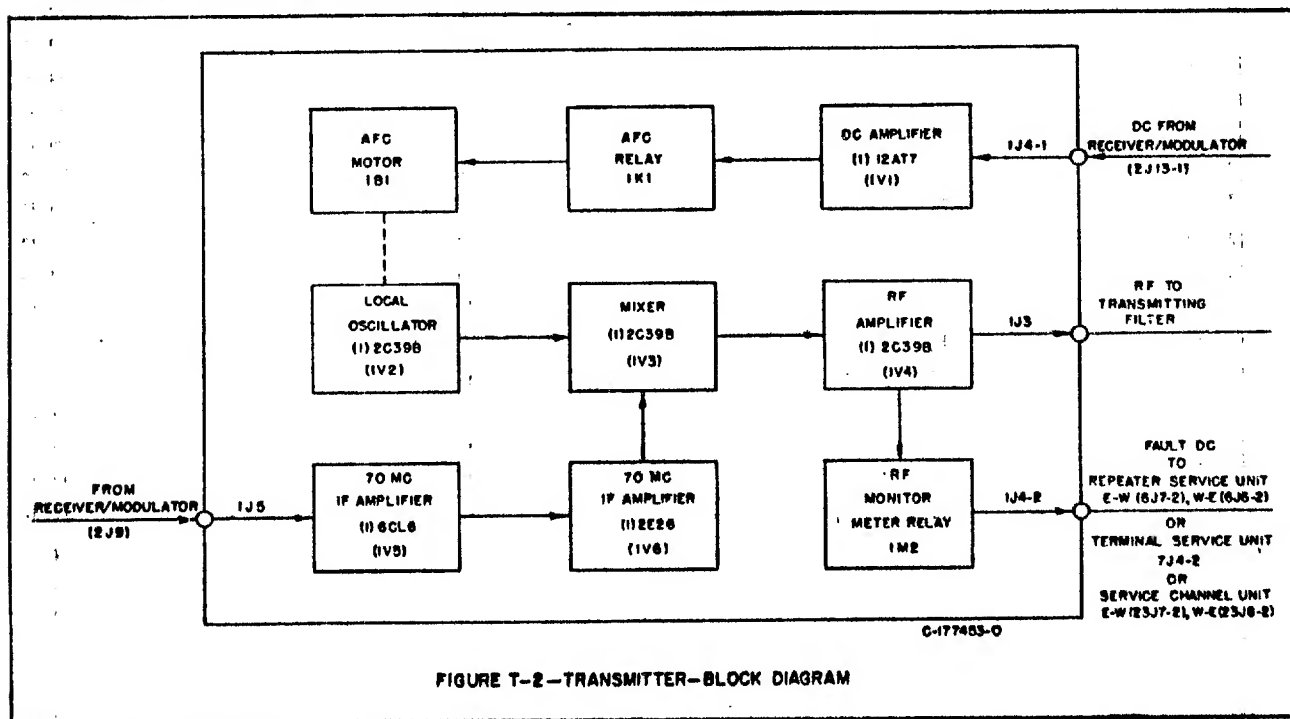 AFC
MOTOR
1B1
AFC
RELAY
1K1
DC AMPLIFIER
(1) 12AT7
(1V1)
1J4-1
DC FROM
RECEIVER/MODULATOR
(2J13-1)
LOCAL
OSCILLATOR
(1) 2C39B
(1V2)
MIXER
(1) 2C39B
(1V3)
RF
AMPLIFIER
(1) 2C39B
(1V4)
1J3
RF TO
TRANSMITTING
FILTER
FROM
RECEIVER/MODULATOR
(2J9)
1J5
70 MC
IF AMPLIFIER
(1) 6CL6
(1V5)
70 MC
IF AMPLIFIER
(1) 2E26
(1V6)
RF
MONITOR
METER RELAY
1M2
1J4-2
FAULT DC
TO
REPEATER SERVICE UNIT
E-W (6J7-2), W-E (6J6-2)
OR
TERMINAL SERVICE UNIT
7J4-2
OR
SERVICE CHANNEL UNIT
E-W (23J7-2), W-E (23J6-2)
C-177453-0
FIGURE T-2—TRANSMITTER—BLOCK DIAGRAM